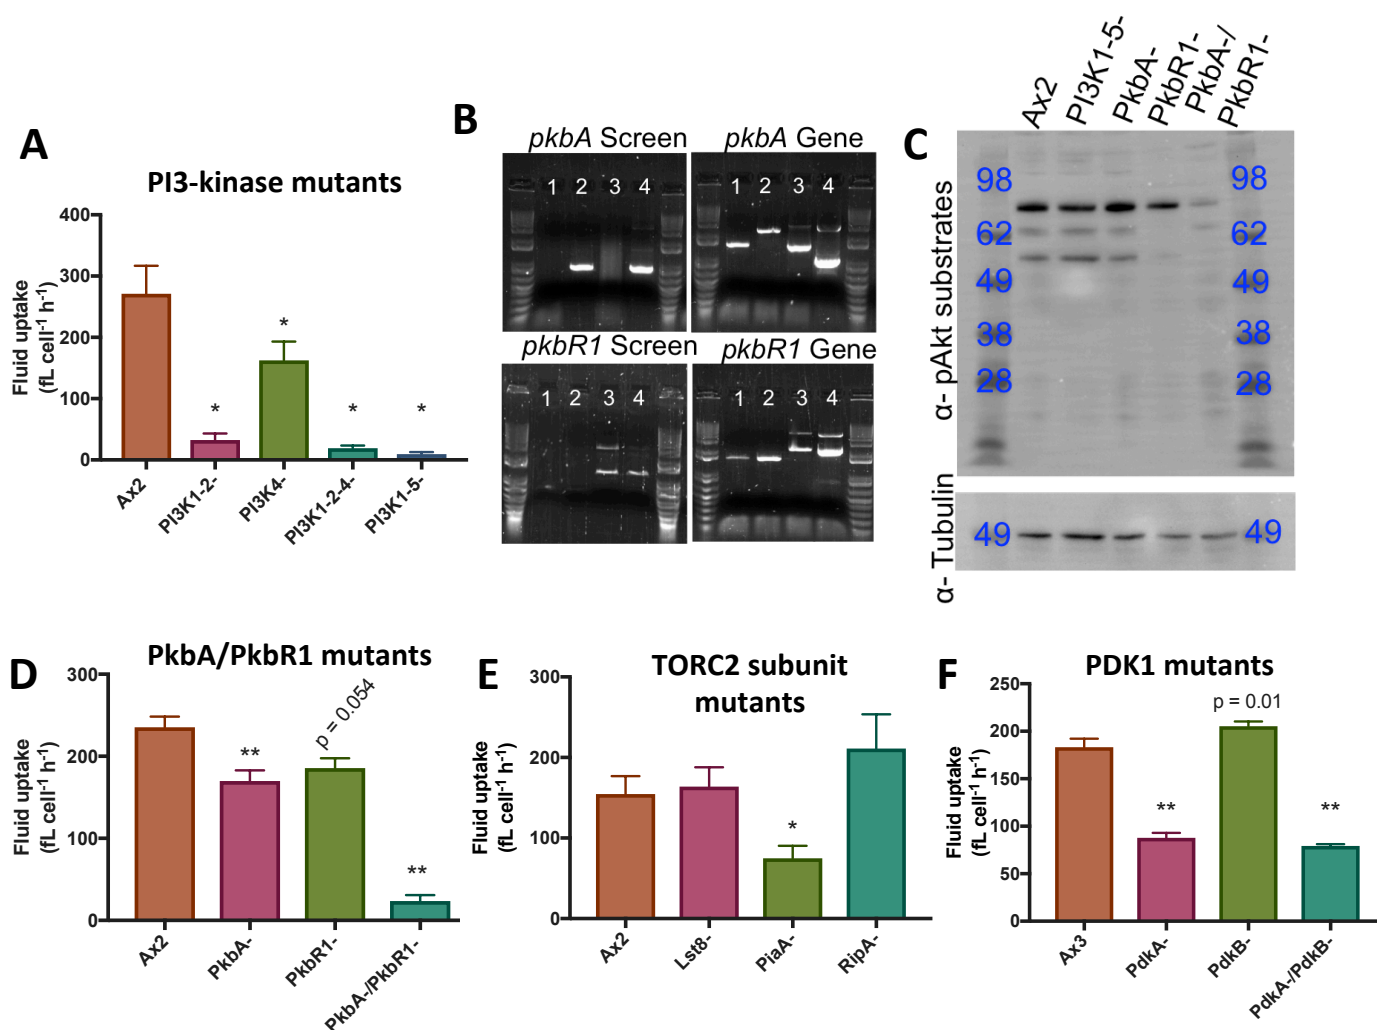 A
PI3-kinase mutants
Fluid uptake
(fL cell⁻¹ h⁻¹)
400
300
200
100
0
*
*
*
*
Ax2
PI3K1-2-
PI3K4-
PI3K1-2-4-
PI3K1-5-
B
pkbA Screen
pkbA Gene
1 2 3 4
1 2 3 4
pkbR1 Screen
pkbR1 Gene
1 2 3 4
1 2 3 4
C
Ax2
PI3K1-5-
PkbA-
PkbR1-
PkbA-/
PkbR1-
α- pAkt substrates
98 98
62 62
49 49
38 38
28 28
α- Tubulin
49 49
D
PkbA/PkbR1 mutants
Fluid uptake
(fL cell⁻¹ h⁻¹)
300
200
100
0
**
p = 0.054
**
Ax2
PkbA-
PkbR1-
PkbA-/PkbR1-
E
TORC2 subunit
mutants
Fluid uptake
(fL cell⁻¹ h⁻¹)
300
200
100
0
*
Ax2
Lst8-
PiaA-
RipA-
F
PDK1 mutants
Fluid uptake
(fL cell⁻¹ h⁻¹)
250
200
150
100
50
0
**
p = 0.01
**
Ax3
PdkA-
PdkB-
PdkA-/PdkB-